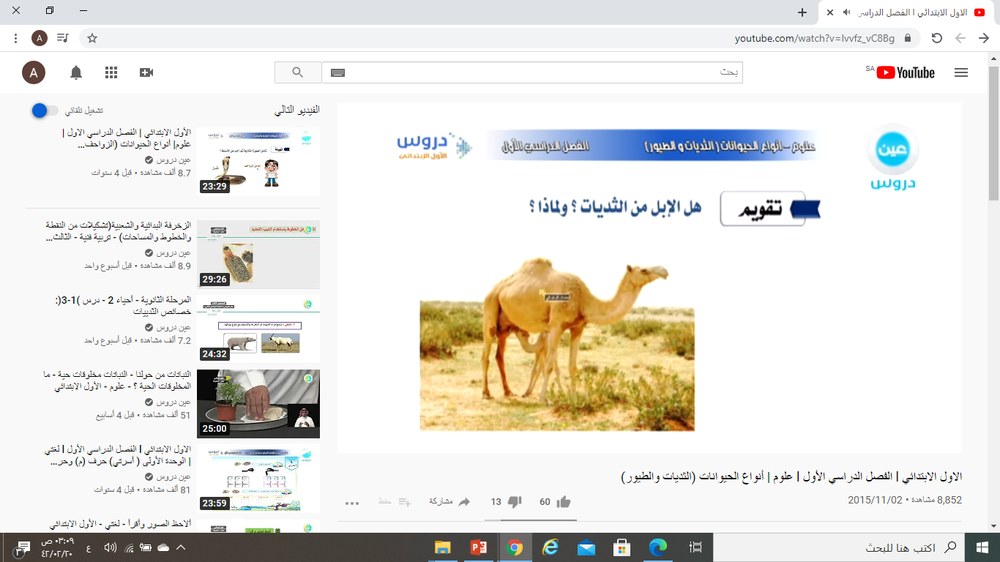 الاول الابتدائي | الفصل الدراسي
youtube.com/watch?v=lvvfz_vC8Bg
A
YouTube SA
بحث
A
دروس
الأول الابتدائي
علوم – أنواع الحيوانات ( الثديات و الطيور)
الفصل الدراسي الأول
عين
دروس
تقويم
هل الإبل من الثديات ؟ ولماذا ؟
الاول الابتدائي | الفصل الدراسي الأول | علوم | أنواع الحيوانات (الثديات والطيور)
8,852 مشاهدة • 2015/11/02
60
13
مشاركة
حفظ
الفيديو التالي
تشغيل تلقائي
الأول الابتدائي | الفصل الدراسي الاول |
علوم| أنواع الحيوانات (الزواحف...
عين دروس
8.7 ألف مشاهدة • قبل 4 سنوات
23:29
الزخرفة البدائية والشعبية(تشكيلات من النقطة
والخطوط والمساحات) - تربية فنية - الثالث...
عين دروس
8.9 ألف مشاهدة • قبل أسبوع واحد
29:26
المرحلة الثانوية - أحياء 2 - درس )1-3(:
خصائص الثدييات
عين دروس
7.2 ألف مشاهدة • قبل أسبوع واحد
24:32
النباتات من حولنا - النباتات مخلوقات حية - ما
المخلوقات الحية ؟ - علوم - الأول الابتدائي
عين دروس
51 ألف مشاهدة • قبل 4 أسابيع
25:00
الاول الابتدائي | الفصل الدراسي الأول | لغتي
| الوحدة الأولى ( أسرتي) حرف (م) وحر...
عين دروس
81 ألف مشاهدة • قبل 4 سنوات
23:59
ألاحظ الصور وأقرأ - لغتي - الأول الابتدائي
اكتب هنا للبحث
ع
٠٣:٠٩ ص
٤٢/٠٢/٢٠
٣